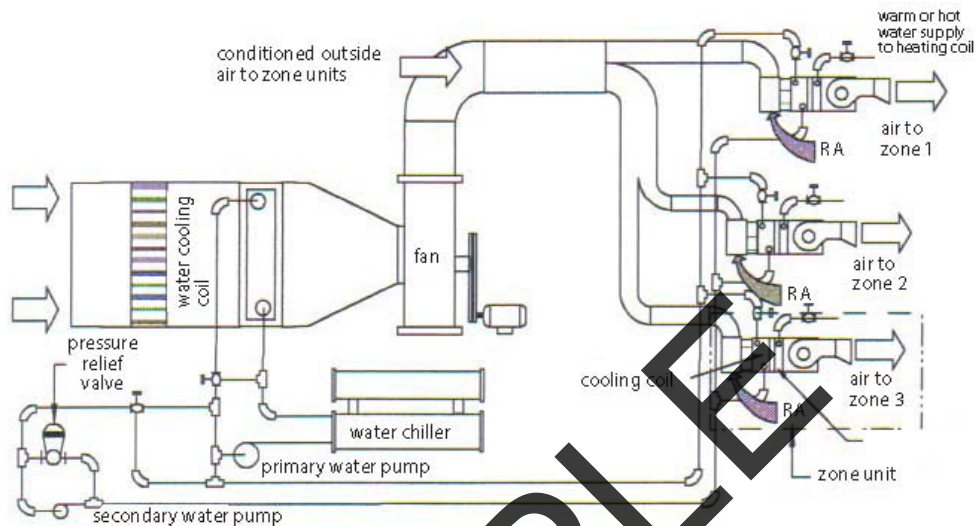 warm or hot
water supply
to heating coil
conditioned outside
air to zone units
air to
zone 1
RA
water cooling
coil
fan
air to
zone 2
RA
pressure
relief
valve
cooling coil
air to
zone 3
RA
water chiller
primary water pump
zone unit
secondary water pump